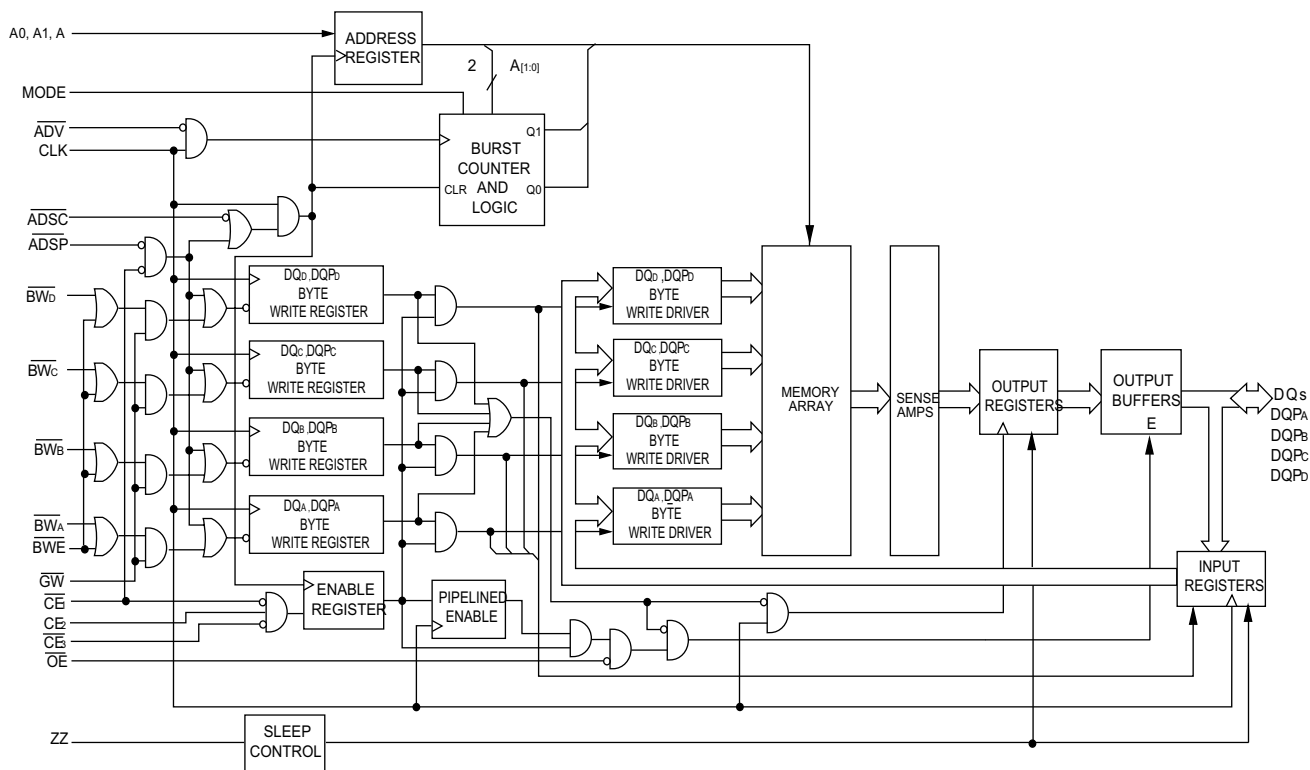 A0, A1, A
ADDRESS
REGISTER
2 A[1:0]
MODE
ADV
CLK
BURST
COUNTER
AND
LOGIC
CLR
Q1
Q0
ADSC
ADSP
BWD
BWC
BWB
BWA
BWE
GW
CE1
CE2
CE3
OE
ZZ
DQD,DQPD
BYTE
WRITE REGISTER
DQC,DQPC
BYTE
WRITE REGISTER
DQB,DQPB
BYTE
WRITE REGISTER
DQA,DQPA
BYTE
WRITE REGISTER
ENABLE
REGISTER
PIPELINED
ENABLE
SLEEP
CONTROL
DQD,DQPD
BYTE
WRITE DRIVER
DQC,DQPC
BYTE
WRITE DRIVER
DQB,DQPB
BYTE
WRITE DRIVER
DQA,DQPA
BYTE
WRITE DRIVER
MEMORY
ARRAY
SENSE
AMPS
OUTPUT
REGISTERS
OUTPUT
BUFFERS
E
DQs
DQPA
DQPB
DQPC
DQPD
INPUT
REGISTERS